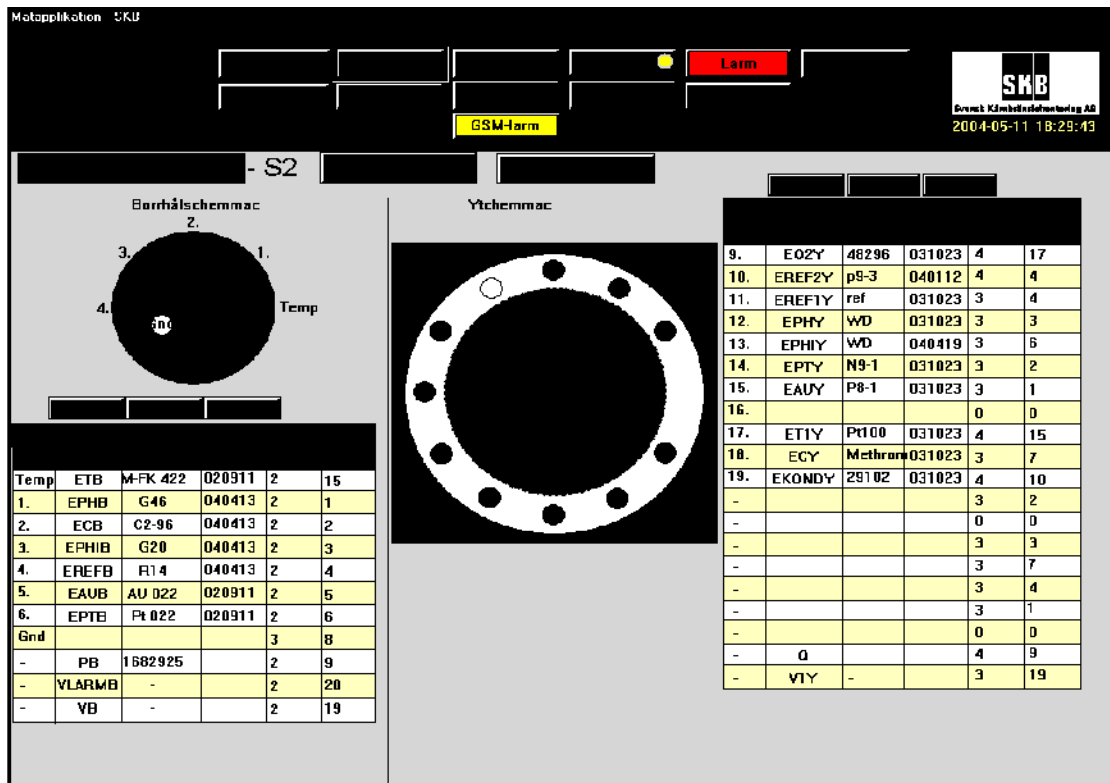 Matapplikation SKB
Larm
SKB
GSM-larm
2004-05-11 18:29:43
- S2
Borrhålschemmac
Ytchemmac
2.
3.
1.
4.
Temp
Gnd
Temp ETB M-FK 422 020911 2 15
1. EPHB G46 040413 2 1
2. ECB C2-96 040413 2 2
3. EPHIB G20 040413 2 3
4. EREFB R14 040413 2 4
5. EAUB AU 022 020911 2 5
6. EPTB Pt 022 020911 2 6
Gnd 3 8
- PB 1682925 2 9
- VLARMB - 2 20
- VB - 2 19
9. EO2Y 48296 031023 4 17
10. EREF2Y p9-3 040112 4 4
11. EREF1Y ref 031023 3 4
12. EPHY WD 031023 3 3
13. EPHIY WD 040419 3 6
14. EPTY N9-1 031023 3 2
15. EAUY P8-1 031023 3 1
16. 0 0
17. ET1Y Pt100 031023 4 15
18. ECY Methrom 031023 3 7
19. EKONDY 29102 031023 4 10
- 3 2
- 0 0
- 3 3
- 3 7
- 3 4
- 3 1
- 0 0
- Q 4 9
- V1Y - 3 19